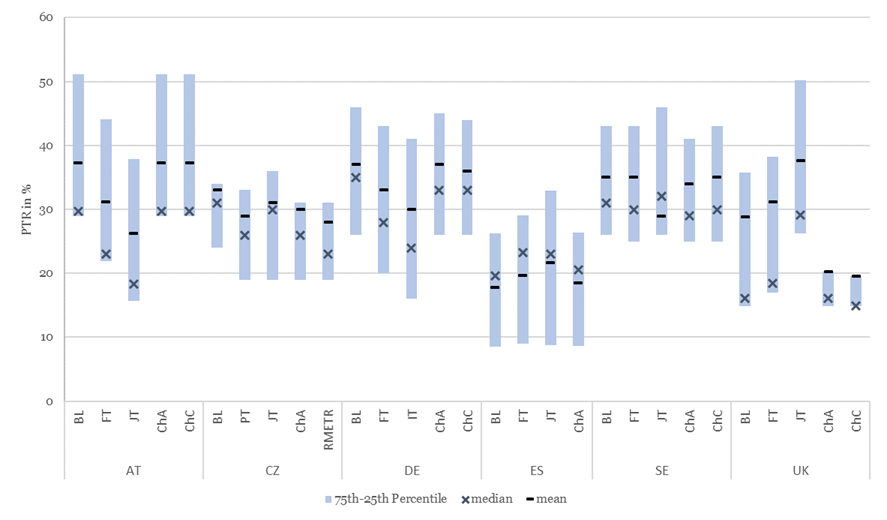 60
50
40
30
20
10
0
PTR in %
BL FT JT ChA ChC BL PT JT ChA RMETR BL FT IT ChA ChC BL FT JT ChA BL FT JT ChA ChC BL FT JT ChA ChC
AT CZ DE ES SE UK
75th-25th Percentile median mean